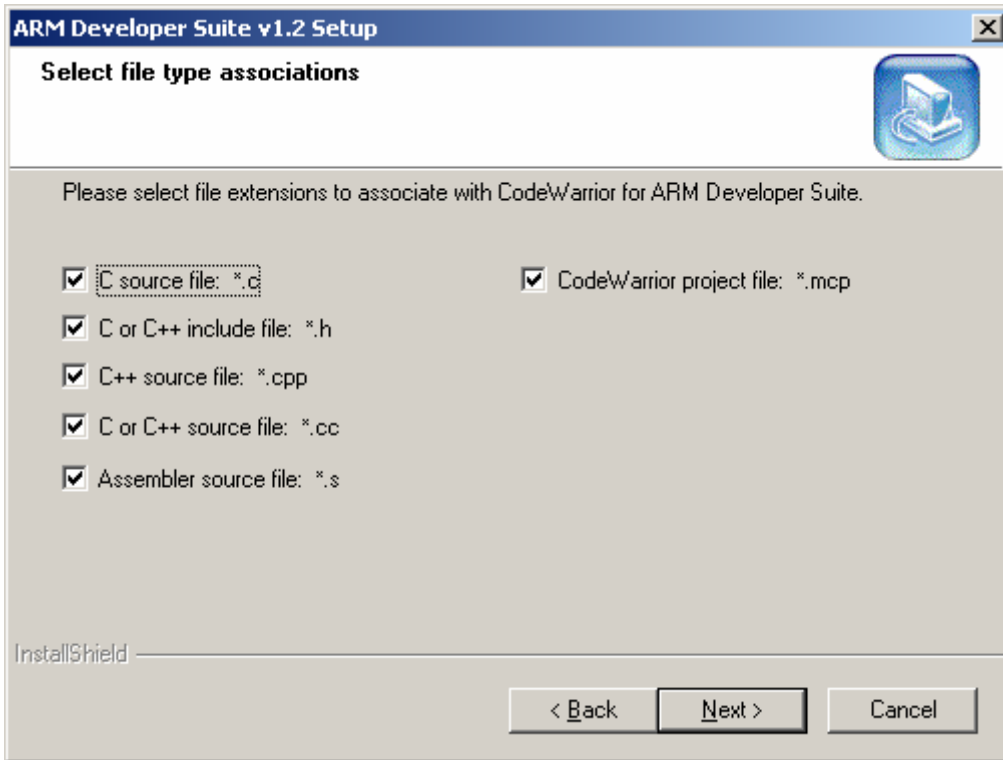 ARM Developer Suite v1.2 Setup
Select file type associations
Please select file extensions to associate with CodeWarrior for ARM Developer Suite.
C source file: *.c
CodeWarrior project file: *.mcp
C or C++ include file: *.h
C++ source file: *.cpp
C or C++ source file: *.cc
Assembler source file: *.s
InstallShield
< Back
Next >
Cancel